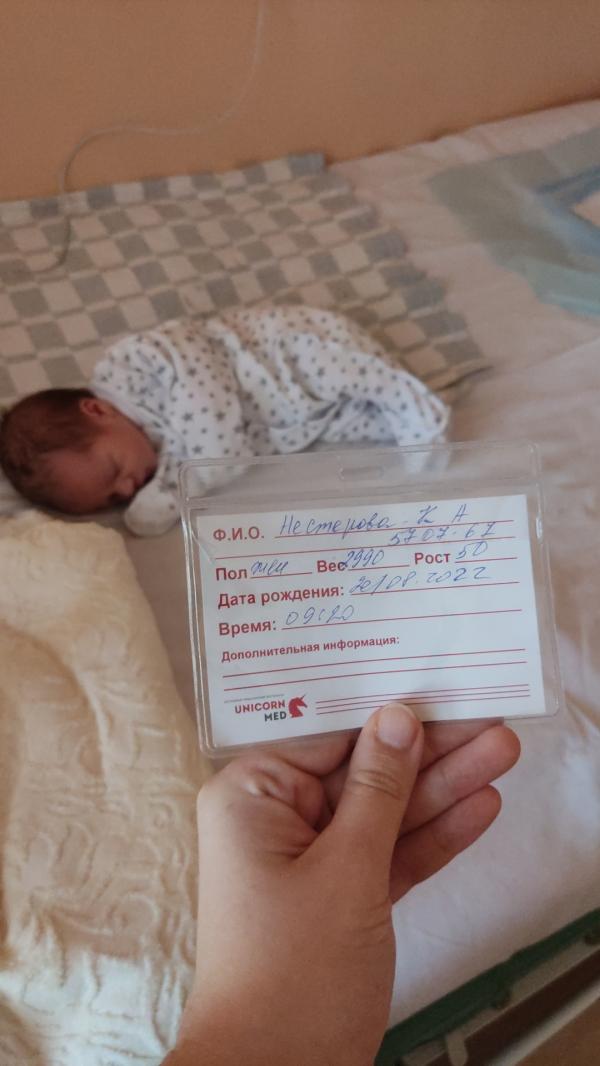 Ф.И.О. Нестерова К А
5707-67
Пол жен Вес 2990 Рост 50
Дата рождения: 20/08.2022
Время: 09:20
Дополнительная информация:
UNICORN
MED